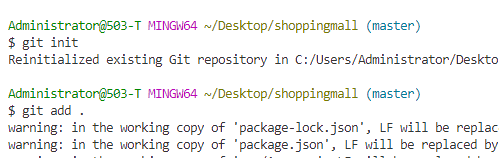 Administrator@503-T MINGW64 ~/Desktop/shoppingmall (master)
$ git init
Reinitialized existing Git repository in C:/Users/Administrator/Deskto
Administrator@503-T MINGW64 ~/Desktop/shoppingmall (master)
$ git add .
warning: in the working copy of 'package-lock.json', LF will be replac
warning: in the working copy of 'package.json', LF will be replaced by